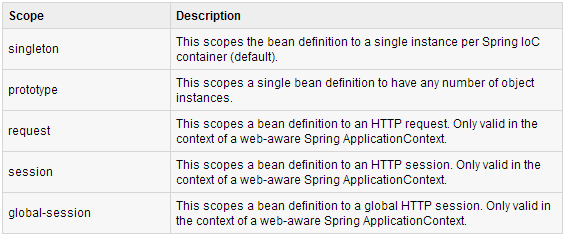 Scope Description
singleton This scopes the bean definition to a single instance per Spring IoC
container (default).
prototype This scopes a single bean definition to have any number of object
instances.
request This scopes a bean definition to an HTTP request. Only valid in the
context of a web-aware Spring ApplicationContext.
session This scopes a bean definition to an HTTP session. Only valid in the
context of a web-aware Spring ApplicationContext.
global-session This scopes a bean definition to a global HTTP session. Only valid in
the context of a web-aware Spring ApplicationContext.